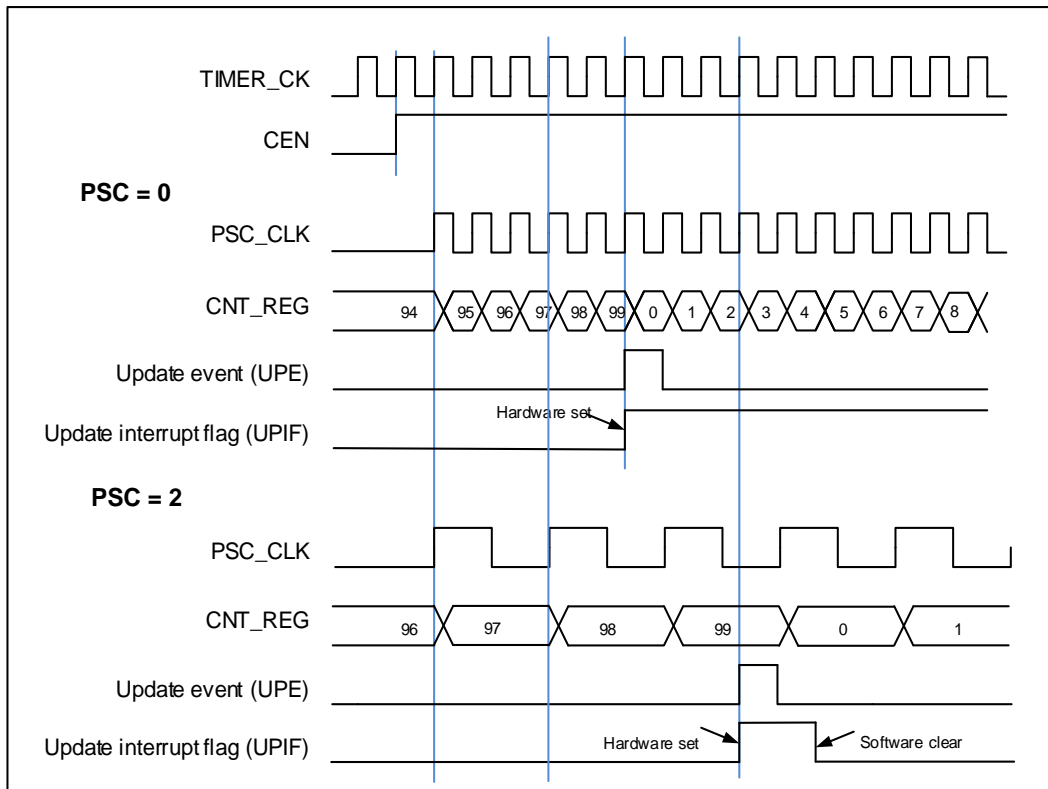 TIMER_CK
CEN
PSC = 0
PSC_CLK
CNT_REG 94 95 96 97 98 99 0 1 2 3 4 5 6 7 8
Update event (UPE)
Hardware set
Update interrupt flag (UPIF)
PSC = 2
PSC_CLK
CNT_REG 96 97 98 99 0 1
Update event (UPE)
Update interrupt flag (UPIF) Hardware set Software clear